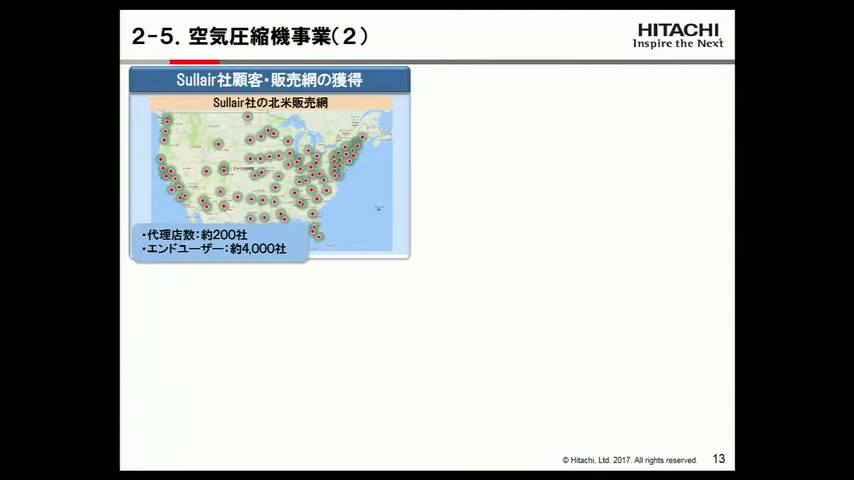 2-5．空気圧縮機事業（2）
HITACHI
Inspire the Next
Sullair社顧客・販売網の獲得
Sullair社の北米販売網
・代理店数：約200社
・エンドユーザー：約4,000社
© Hitachi, Ltd. 2017. All rights reserved.
13